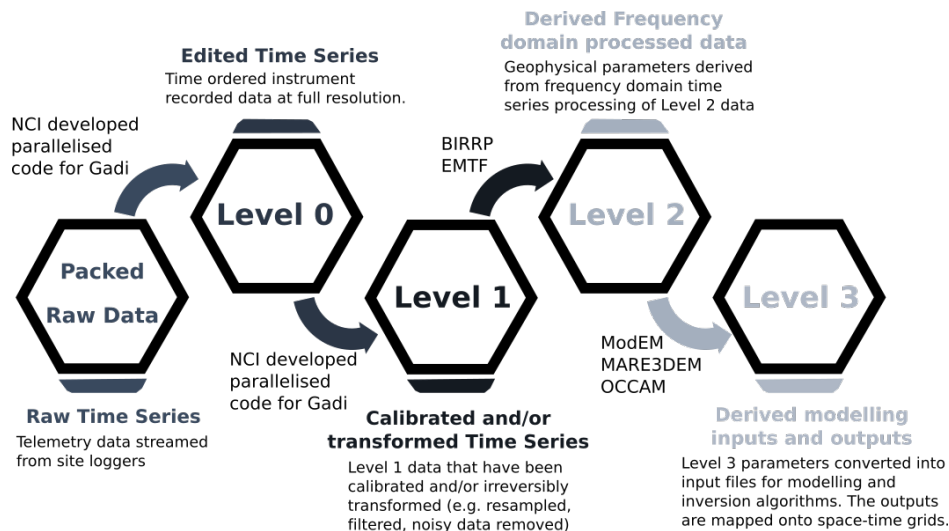 Derived Frequency
domain processed data
Geophysical parameters derived
from frequency domain time
series processing of Level 2 data
Edited Time Series
Time ordered instrument
recorded data at full resolution.
NCI developed
parallelised
code for Gadi
BIRRP
EMTF
Level 0
Level 2
Packed
Raw Data
Level 1
Level 3
NCI developed
parallelised
code for Gadi
ModEM
MARE3DEM
OCCAM
Raw Time Series
Telemetry data streamed
from site loggers
Calibrated and/or
transformed Time Series
Level 1 data that have been
calibrated and/or irreversibly
transformed (e.g. resampled,
filtered, noisy data removed)
Derived modelling
inputs and outputs
Level 3 parameters converted into
input files for modelling and
inversion algorithms. The outputs
are mapped onto space-time grids.